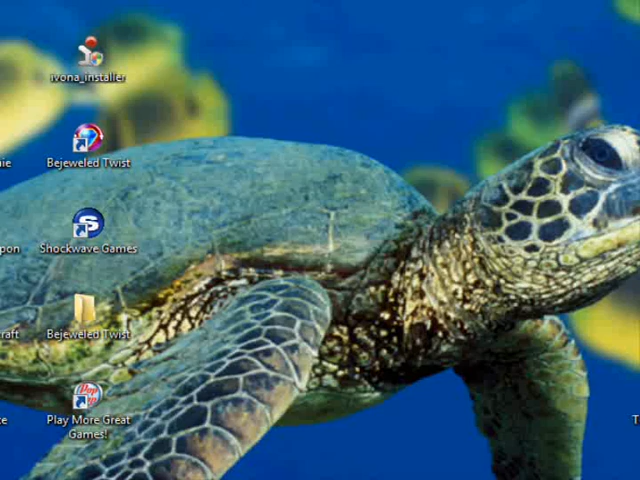 ivona_installer
Bejeweled Twist
Shockwave Games
Bejeweled Twist
Play More Great
Games!